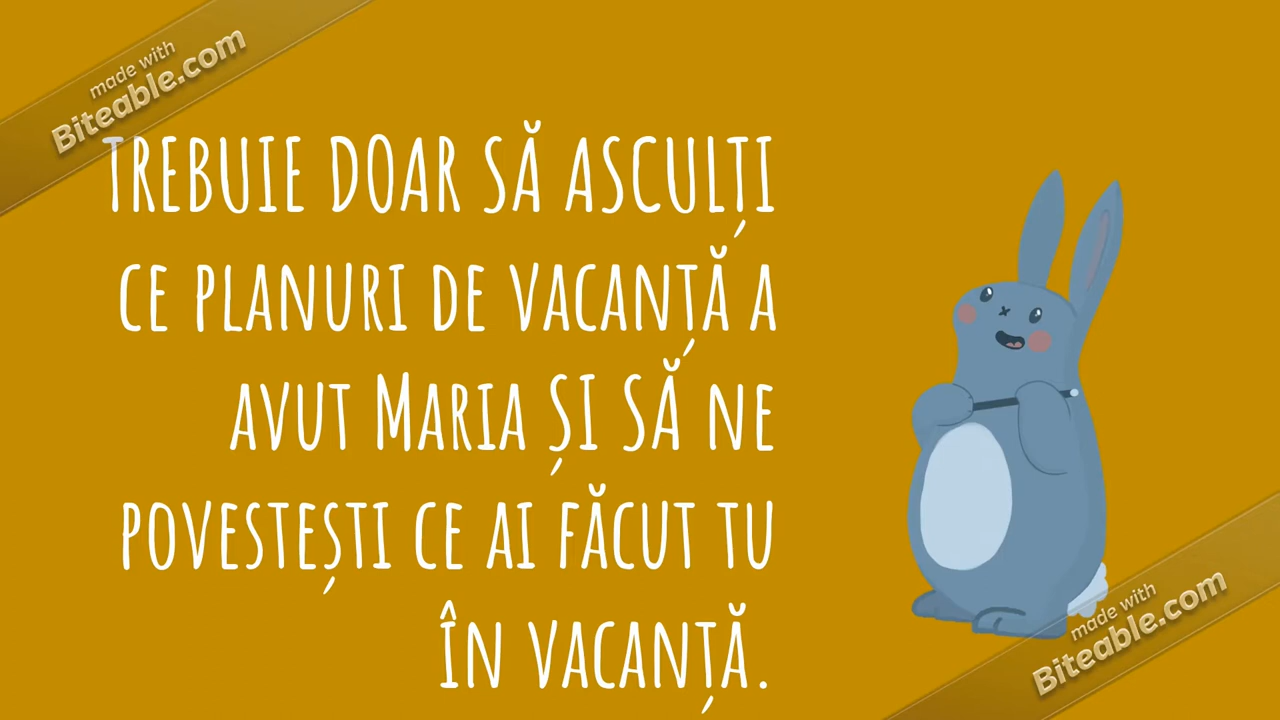 made with
Biteable.com
TREBUIE DOAR SĂ ASCULȚI
CE PLANURI DE VACANȚĂ A
AVUT MARIA ȘI SĂ NE
POVESTEȘTI CE AI FĂCUT TU
ÎN VACANȚĂ.
made with
Biteable.com